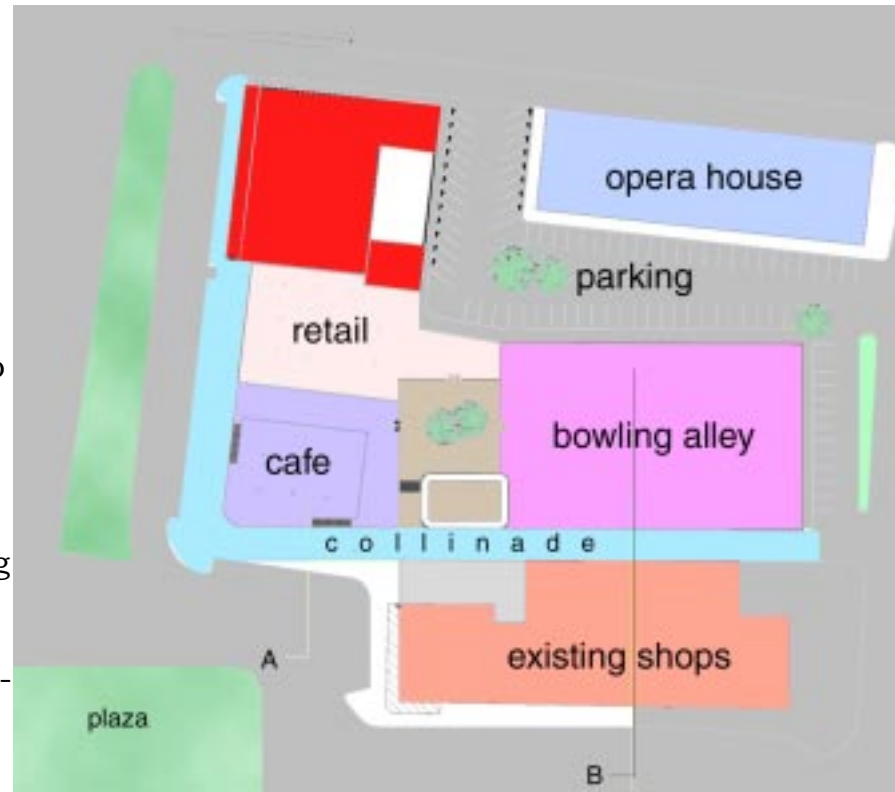 opera house
parking
retail
bowling alley
cafe
c o l l i n a d e
A
existing shops
plaza
B